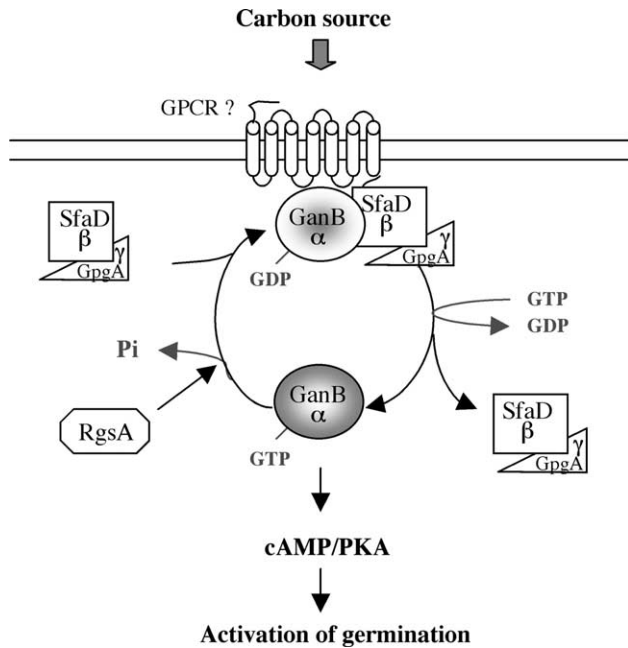 Carbon source
GPCR ?
SfaD
β
γ
GpgA
GanB
α
SfaD
β
γ
GpgA
GDP
GTP
GDP
Pi
GanB
α
RgsA
GTP
SfaD
β
γ
GpgA
cAMP/PKA
Activation of germination